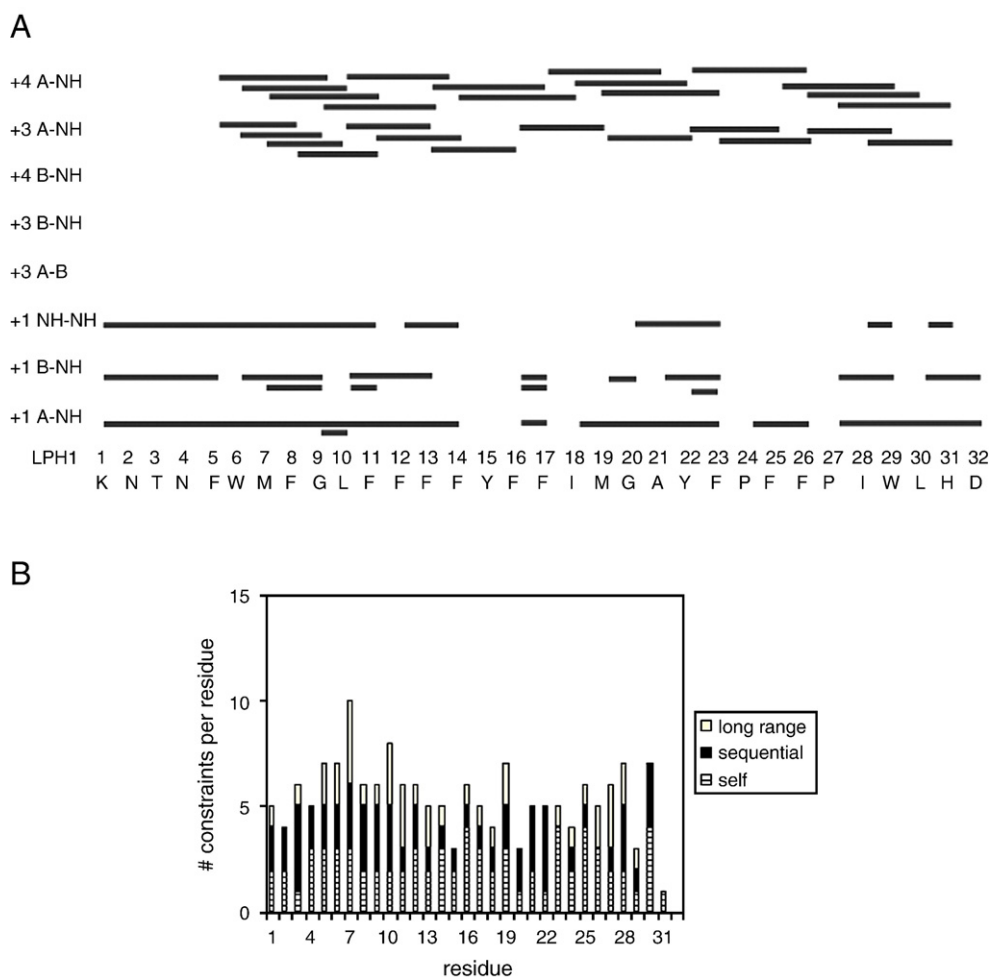 A
+4 A-NH
+3 A-NH
+4 B-NH
+3 B-NH
+3 A-B
+1 NH-NH
+1 B-NH
+1 A-NH
LPH1 1 2 3 4 5 6 7 8 9 10 11 12 13 14 15 16 17 18 19 20 21 22 23 24 25 26 27 28 29 30 31 32
K N T N F W M F G L F F F F Y F F I M G A Y F P F F P I W L H D
B
15
10
5
0
# constraints per residue
long range
sequential
self
1 4 7 10 13 16 19 22 25 28 31
residue